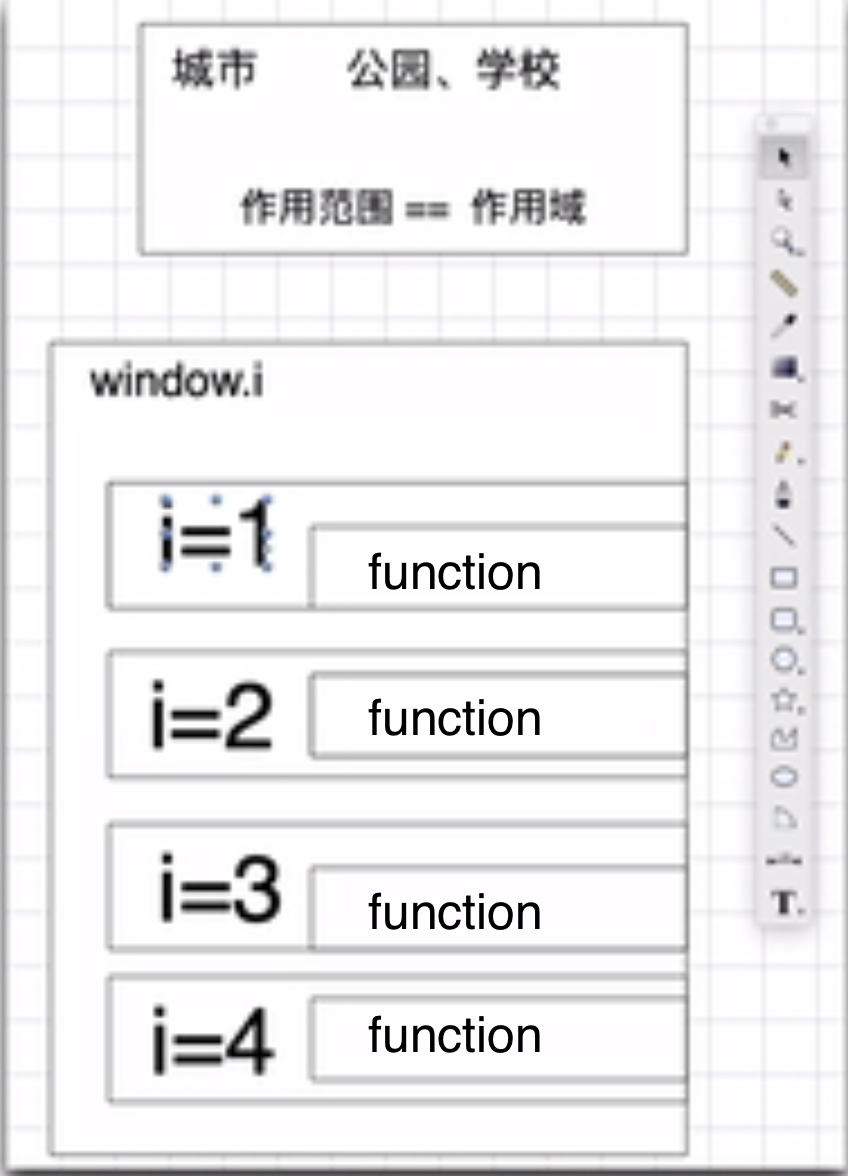 城市 公园、学校
作用范围 == 作用域
window.i
i=1
function
i=2
function
i=3
function
i=4
function
T